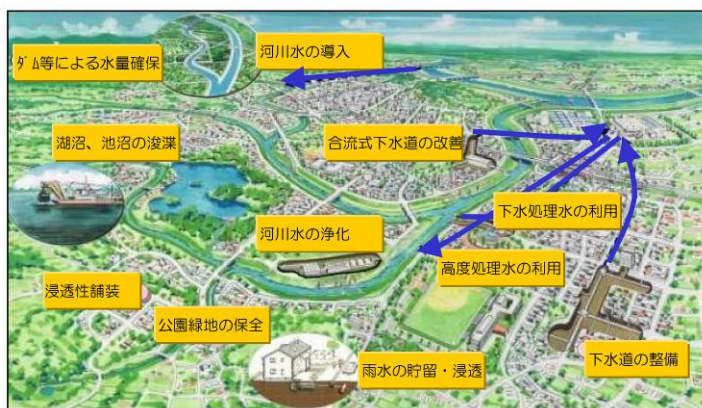 河川水の導入
ダム等による水量確保
湖沼、池沼の浚渫
合流式下水道の改善
下水処理水の利用
河川水の浄化
高度処理水の利用
浸透性舗装
公園緑地の保全
雨水の貯留・浸透
下水道の整備